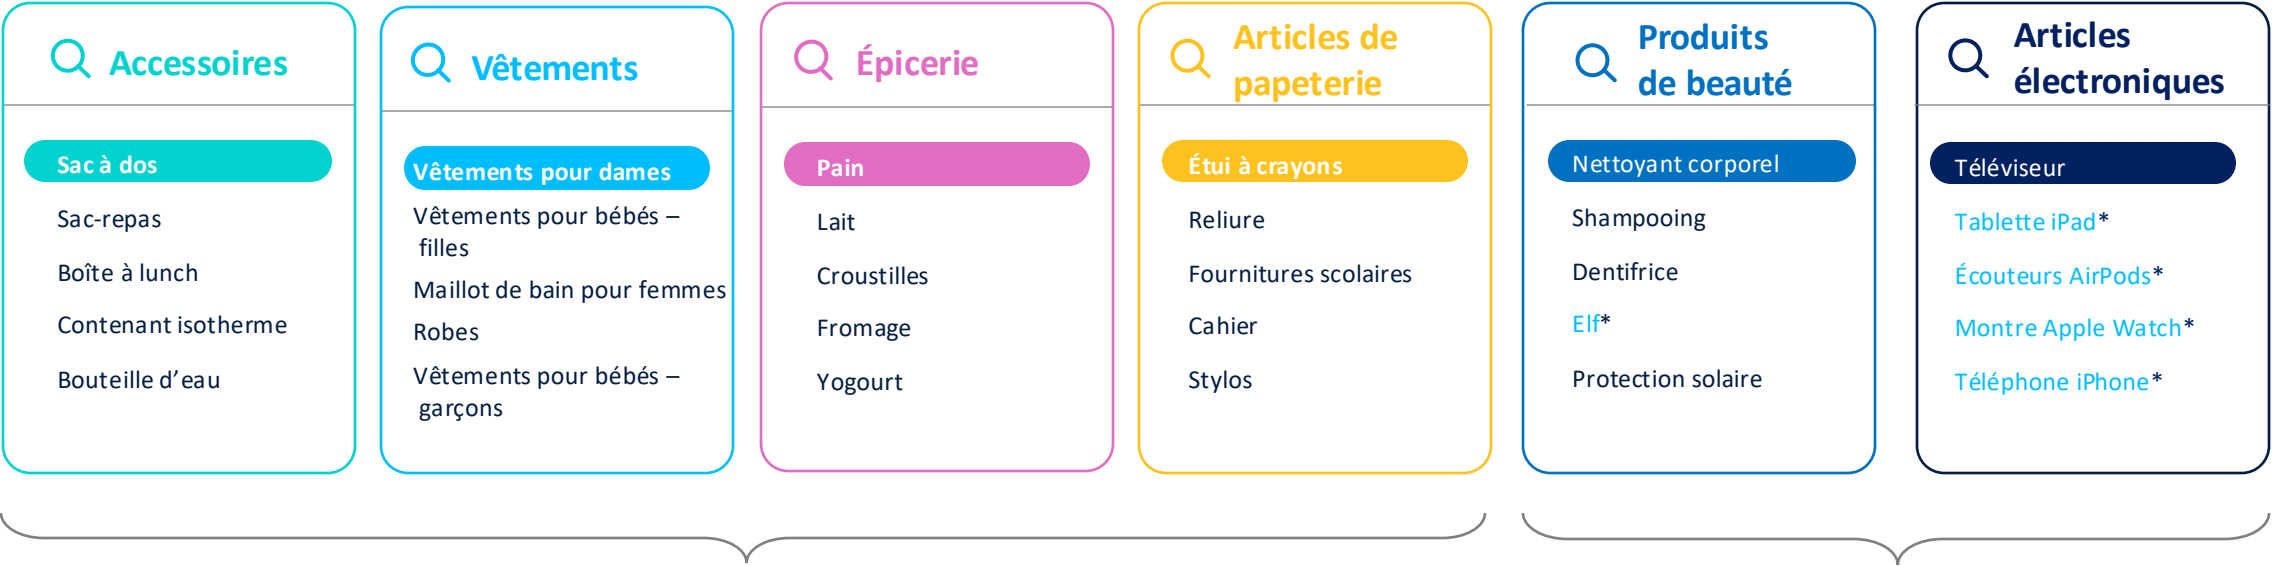 Accessoires
Sac à dos
Sac-repas
Boîte à lunch
Contenant isotherme
Bouteille d’eau
Vêtements
Vêtements pour dames
Vêtements pour bébés –
filles
Maillot de bain pour femmes
Robes
Vêtements pour bébés –
garçons
Épicerie
Pain
Lait
Croustilles
Fromage
Yogourt
Articles de
papeterie
Étui à crayons
Reliure
Fournitures scolaires
Cahier
Stylos
Produits
de beauté
Nettoyant corporel
Shampooing
Dentifrice
Elf*
Protection solaire
Articles
électroniques
Téléviseur
Tablette iPad*
Écouteurs AirPods*
Montre Apple Watch*
Téléphone iPhone*